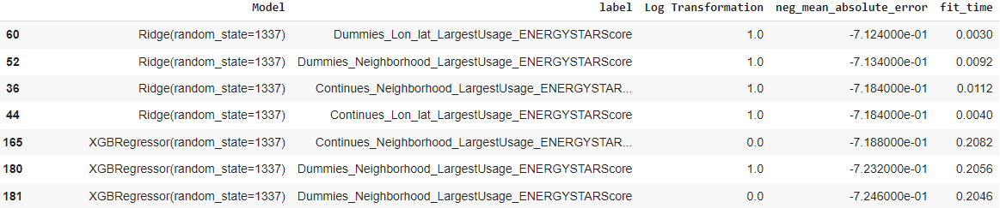 Model label Log Transformation neg_mean_absolute_error fit_time
60 Ridge(random_state=1337) Dummies_Lon_lat_LargestUsage_ENERGYSTARScore 1.0 -7.124000e-01 0.0030
52 Ridge(random_state=1337) Dummies_Neighborhood_LargestUsage_ENERGYSTARScore 1.0 -7.134000e-01 0.0092
36 Ridge(random_state=1337) Continues_Neighborhood_LargestUsage_ENERGYSTAR... 1.0 -7.184000e-01 0.0112
44 Ridge(random_state=1337) Continues_Lon_lat_LargestUsage_ENERGYSTARScore 1.0 -7.184000e-01 0.0040
165 XGBRegressor(random_state=1337) Continues_Neighborhood_LargestUsage_ENERGYSTAR... 0.0 -7.188000e-01 0.2082
180 XGBRegressor(random_state=1337) Dummies_Neighborhood_LargestUsage_ENERGYSTARScore 1.0 -7.232000e-01 0.2056
181 XGBRegressor(random_state=1337) Dummies_Neighborhood_LargestUsage_ENERGYSTARScore 0.0 -7.246000e-01 0.2046